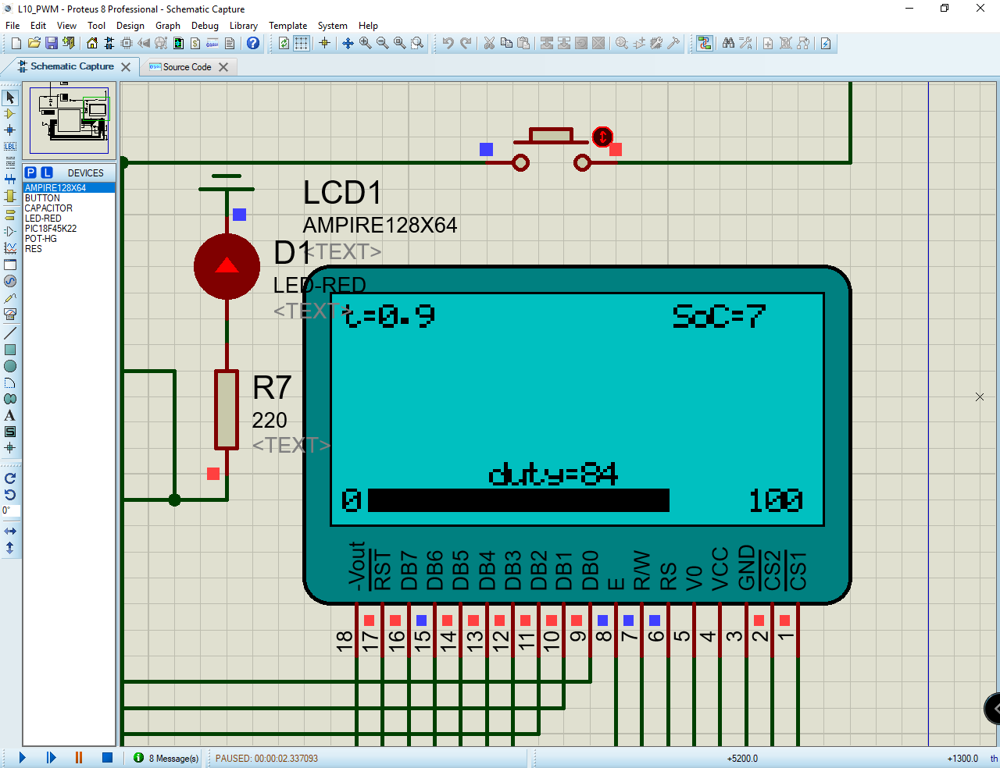 L10_PWM - Proteus 8 Professional - Schematic Capture
File Edit View Tool Design Graph Debug Library Template System Help
Schematic Capture
Source Code
P L DEVICES
AMPIRE128X64
BUTTON
CAPACITOR
LED-RED
PIC18F45K22
POT-HG
RES
LBL
A
S
0°
LCD1
AMPIRE128X64
<TEXT>
D1
LED-RED
<TEXT>
R7
220
<TEXT>
t=0.9 SoC=7
duty=84
0 100
-Vout RST DB7 DB6 DB5 DB4 DB3 DB2 DB1 DB0 E R/W RS V0 VCC GND CS2 CS1
18 17 16 15 14 13 12 11 10 9 8 7 6 5 4 3 2 1
8 Message(s) PAUSED: 00:00:02.337093 +5200.0 +1300.0 th